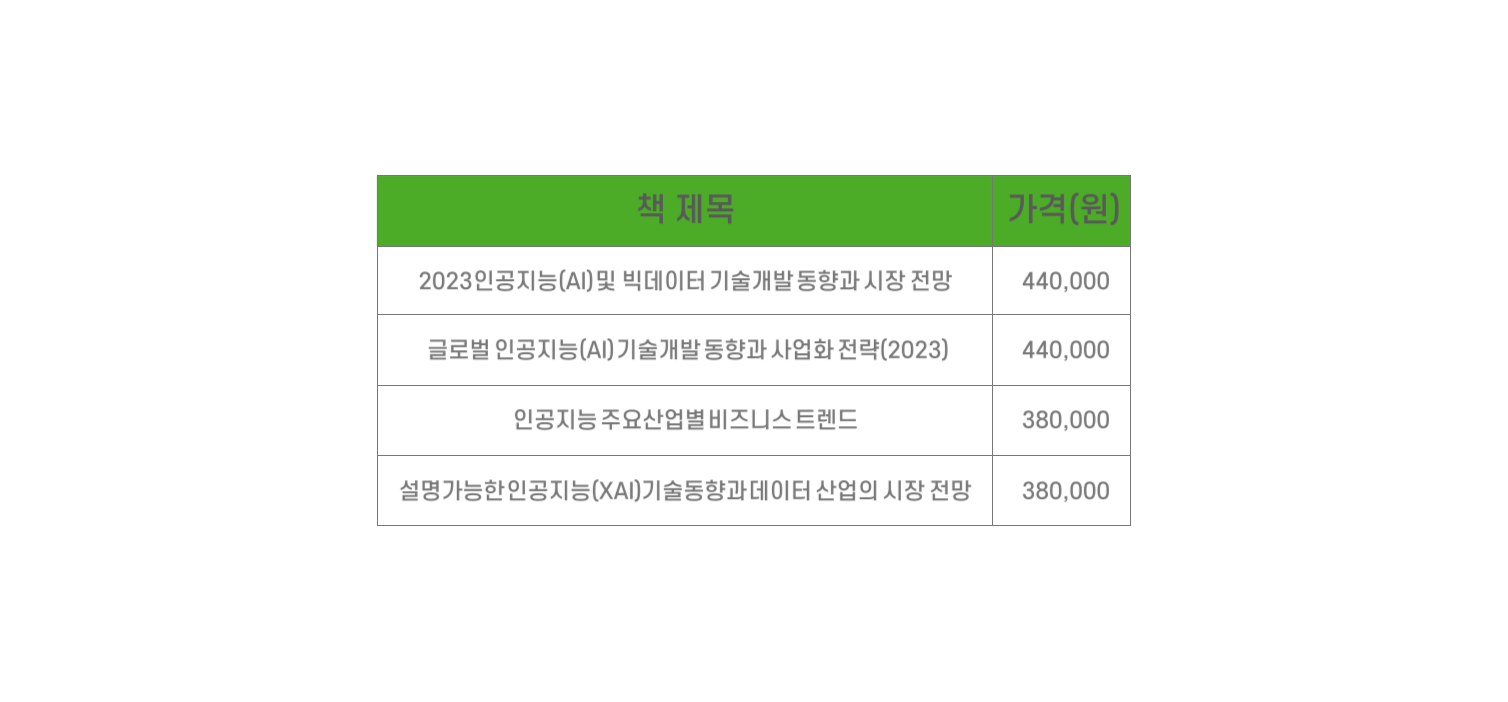 책 제목 가격(원)
2023인공지능(AI)및 빅데이터 기술개발 동향과 시장 전망 440,000
글로벌 인공지능(AI)기술개발 동향과 사업화 전략(2023) 440,000
인공지능 주요산업별 비즈니스 트렌드 380,000
설명가능한인공지능(XAI)기술동향과 데이터 산업의 시장 전망 380,000